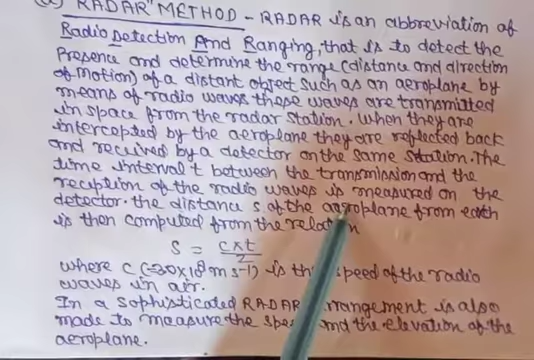 RADAR METHOD - RADAR is an abbreviation of
Radio Detection And Ranging, that is to detect the
Presence and determine the range (distance and direction
of motion) of a distant object such as an aeroplane by
means of radio waves these waves are transmitted
in space from the radar station. When they are
intercepted by the aeroplane they are reflected back
and received by a detector on the same station. The
time interval t between the transmission and the
reception of the radio waves is measured on the
detector. the distance s of the aeroplane from earth
is then computed from the relation
S = c×t/2
where c (=30×10⁸ m s-1) is the speed of the radio
waves in air.
In a sophisticated RADAR arrangement is also
made to measure the and the elevation of the
aeroplane.